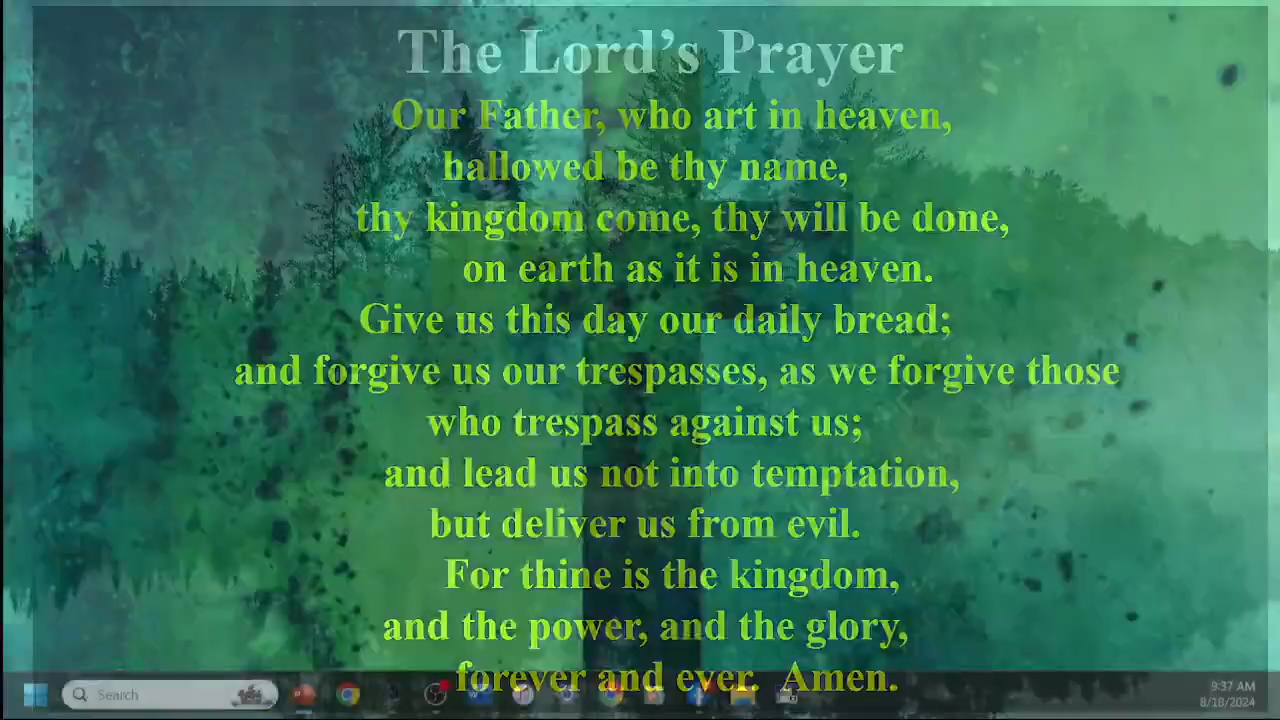 The Lord’s Prayer
Our Father, who art in heaven,
hallowed be thy name,
thy kingdom come, thy will be done,
on earth as it is in heaven.
Give us this day our daily bread;
and forgive us our trespasses, as we forgive those
who trespass against us;
and lead us not into temptation,
but deliver us from evil.
For thine is the kingdom,
and the power, and the glory,
forever and ever. Amen.
Search
9:37 AM
8/18/2024